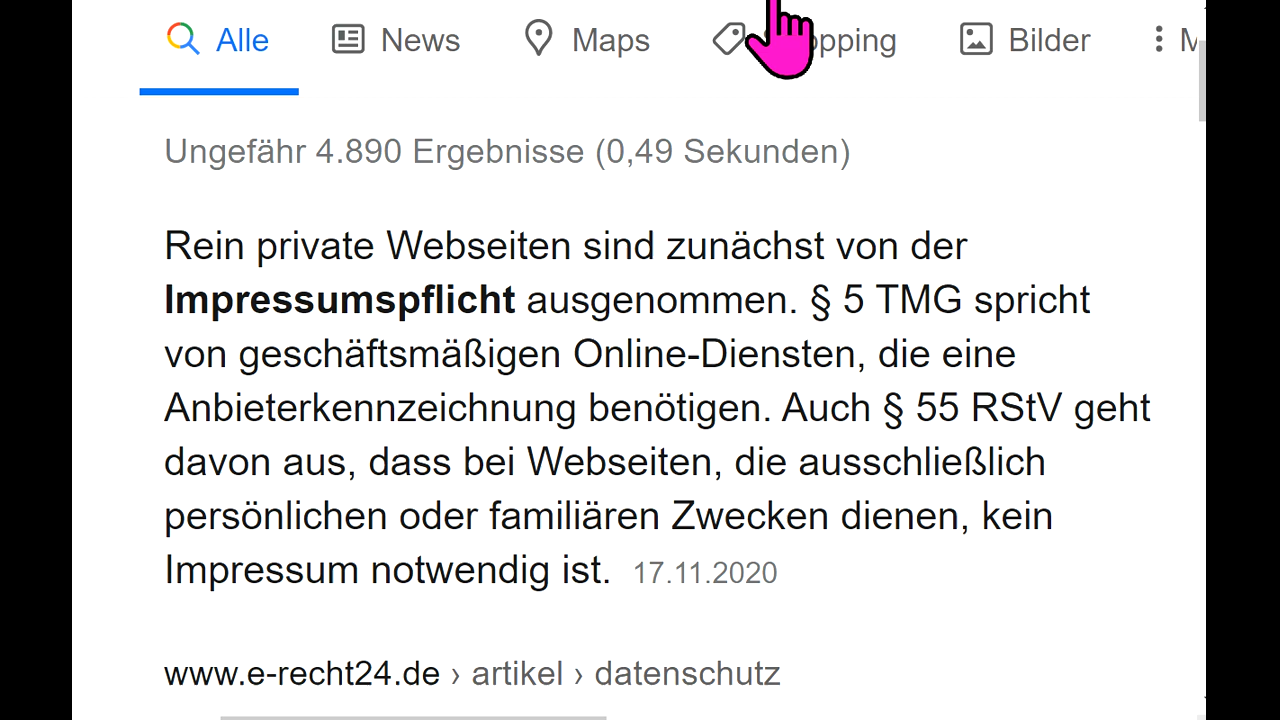 Alle News Maps pping Bilder
Ungefähr 4.890 Ergebnisse (0,49 Sekunden)
Rein private Webseiten sind zunächst von der
Impressumspflicht ausgenommen. § 5 TMG spricht
von geschäftsmäßigen Online-Diensten, die eine
Anbieterkennzeichnung benötigen. Auch § 55 RStV geht
davon aus, dass bei Webseiten, die ausschließlich
persönlichen oder familiären Zwecken dienen, kein
Impressum notwendig ist. 17.11.2020
www.e-recht24.de › artikel › datenschutz